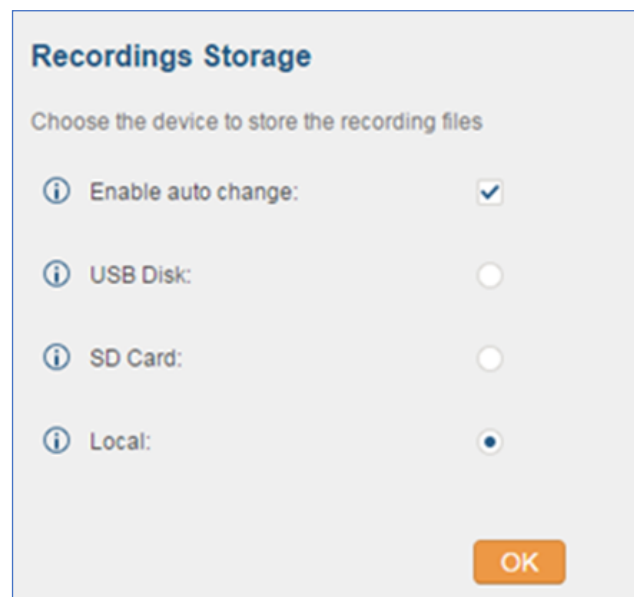 Recordings Storage
Choose the device to store the recording files
Enable auto change:
USB Disk:
SD Card:
Local:
OK